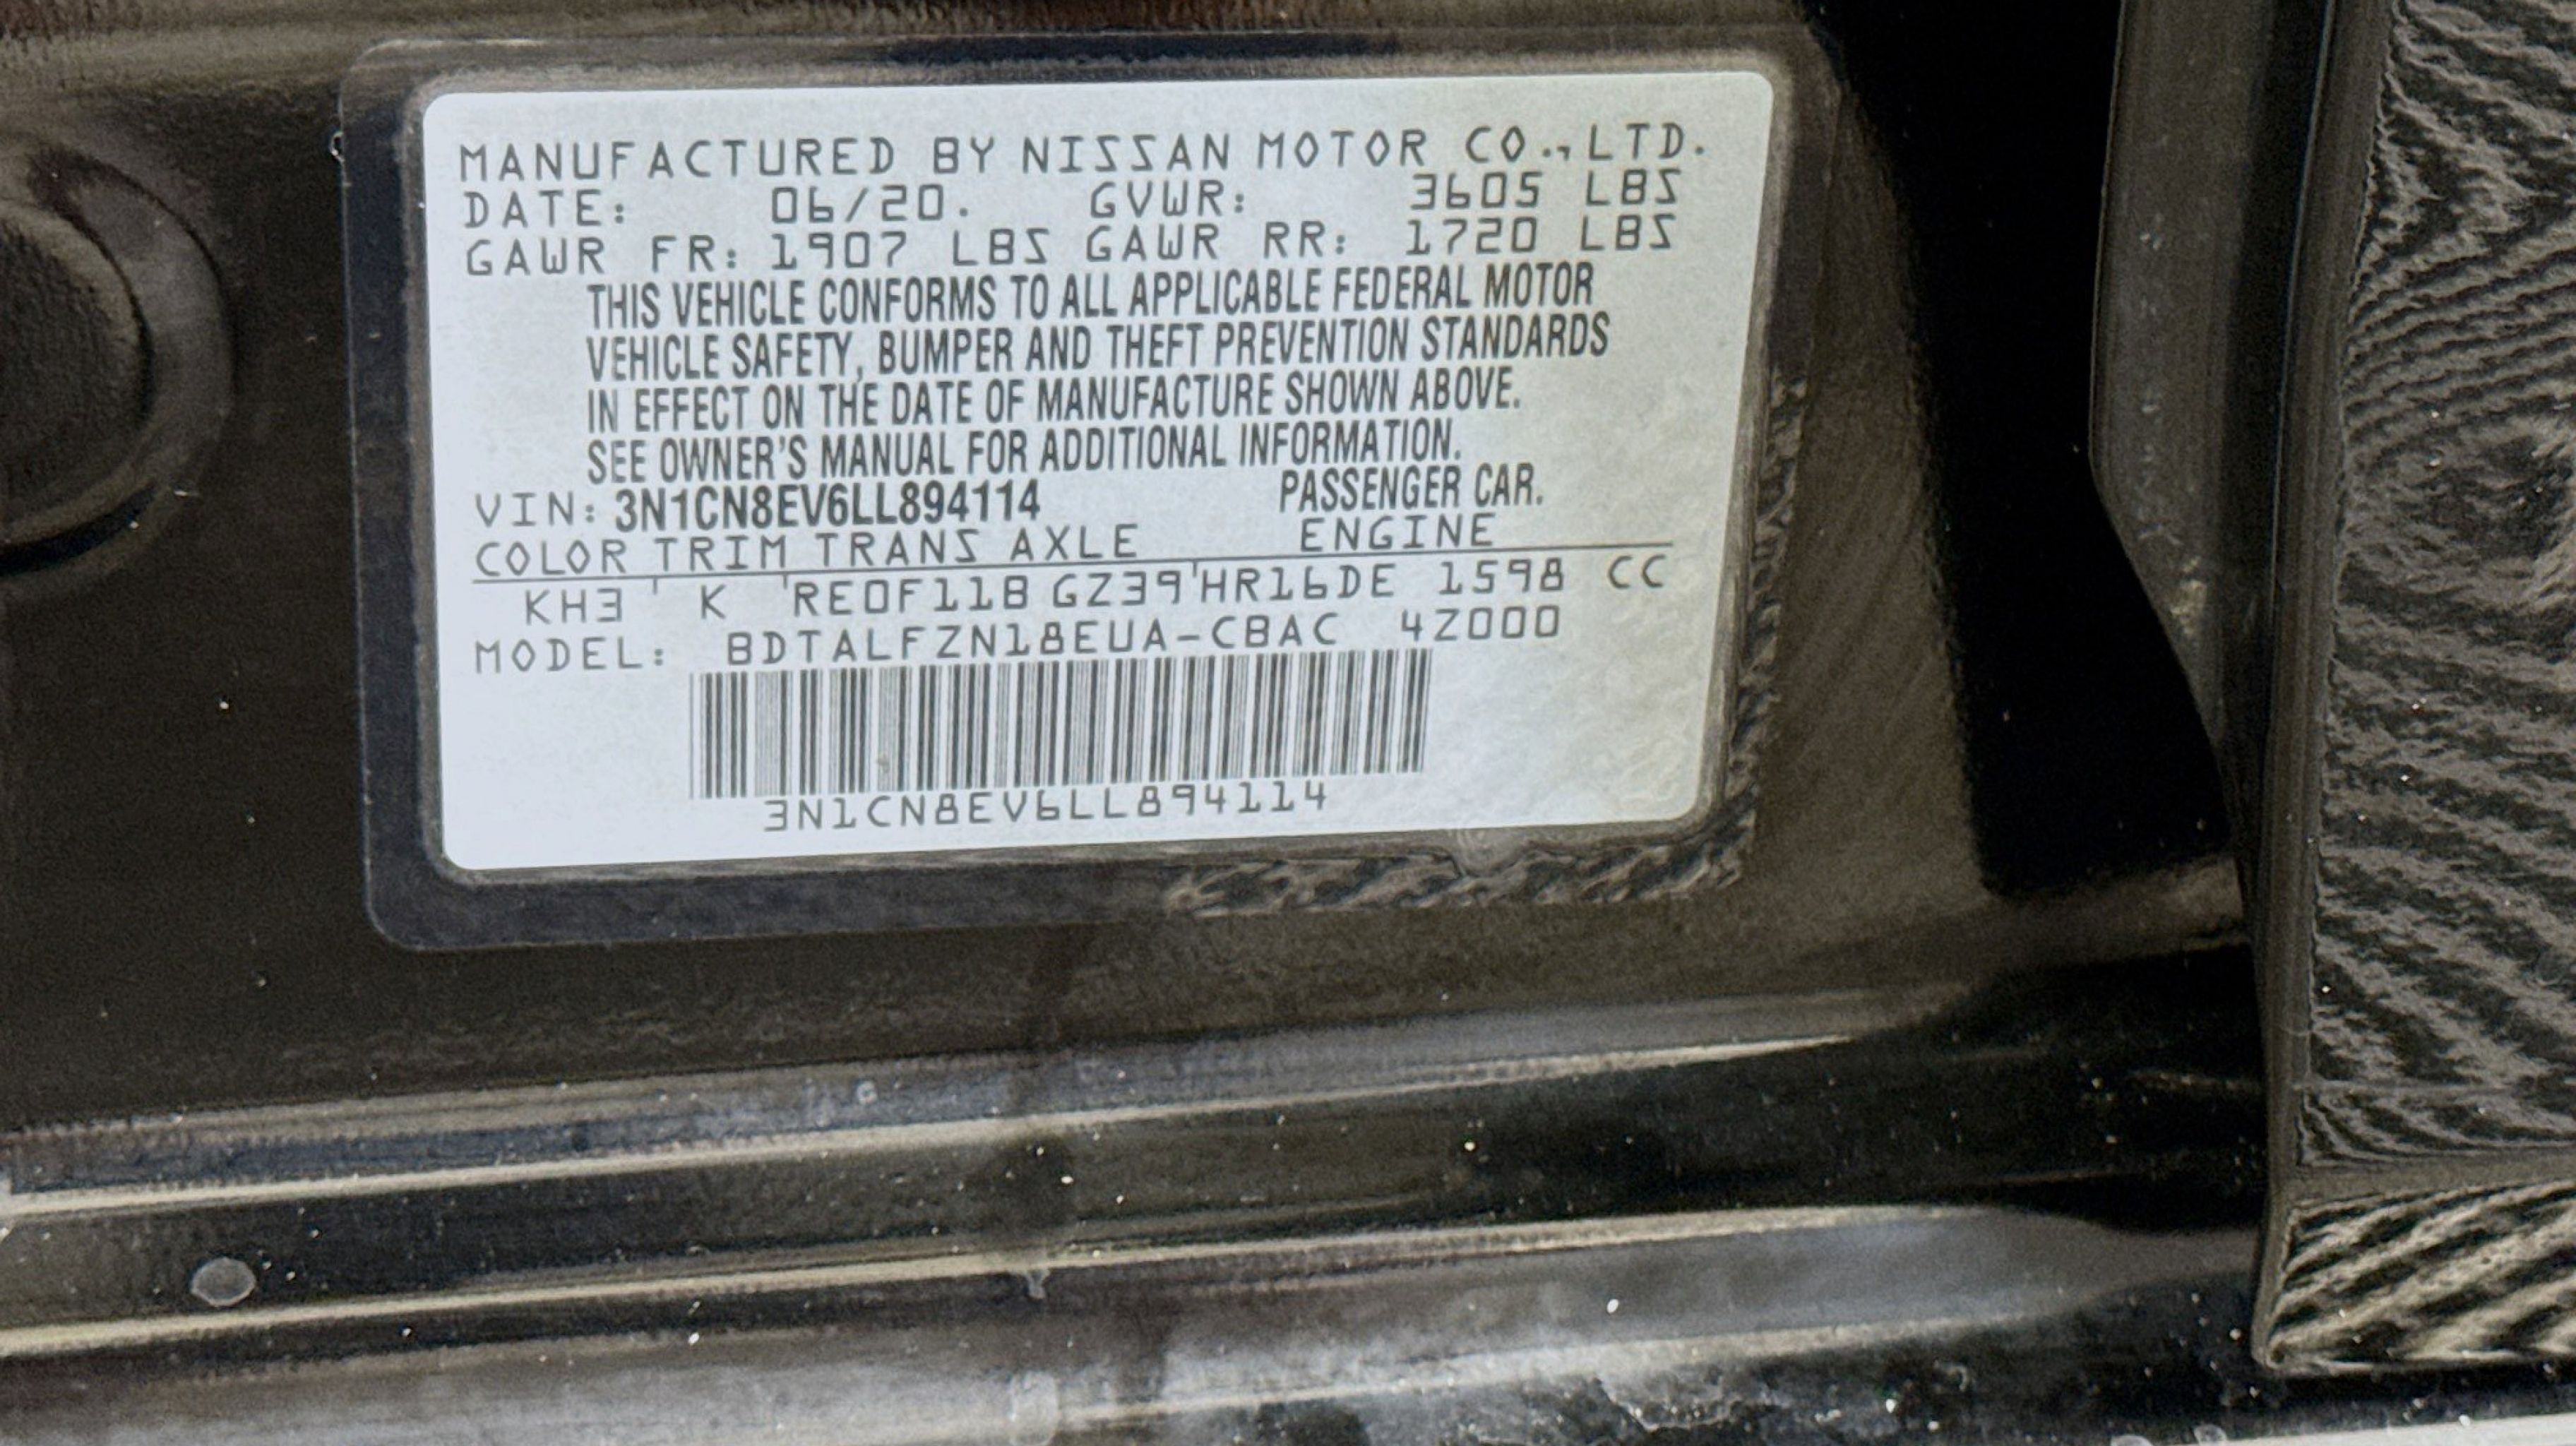 MANUFACTURED BY NISSAN MOTOR CO.,LTD.
DATE: 06/20. GVWR: 3605 LBS
GAWR FR: 1907 LBS GAWR RR: 1720 LBS
THIS VEHICLE CONFORMS TO ALL APPLICABLE FEDERAL MOTOR
VEHICLE SAFETY, BUMPER AND THEFT PREVENTION STANDARDS
IN EFFECT ON THE DATE OF MANUFACTURE SHOWN ABOVE.
SEE OWNER'S MANUAL FOR ADDITIONAL INFORMATION.
VIN: 3N1CN8EV6LL894114 PASSENGER CAR.
COLOR TRIM TRANS AXLE ENGINE
KH3 K RE0F11B GZ39 HR16DE 1598 CC
MODEL: BDTALFZN18EUA-CBAC 4Z000
3N1CN8EV6LL894114